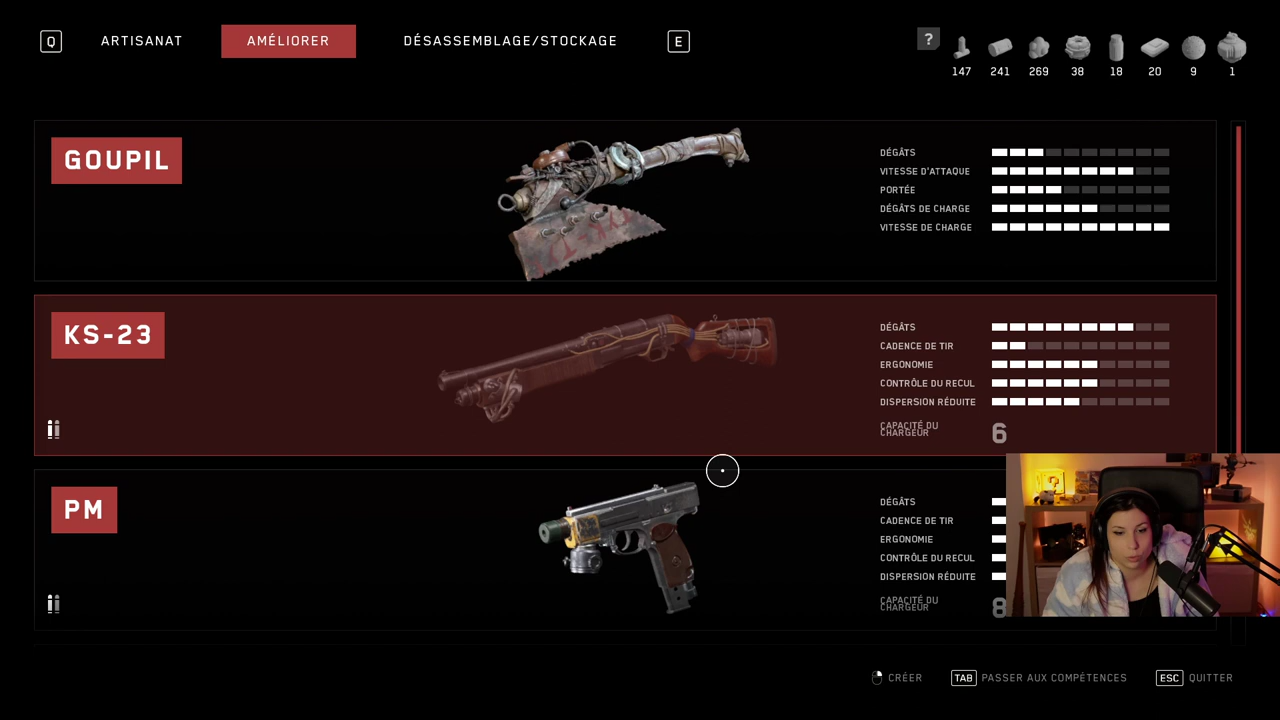 Q ARTISANAT AMÉLIORER DÉSASSEMBLAGE/STOCKAGE E
?
147 241 269 38 18 20 9 1
GOUPIL
DÉGÂTS
VITESSE D'ATTAQUE
PORTÉE
DÉGÂTS DE CHARGE
VITESSE DE CHARGE
KS-23
DÉGÂTS
CADENCE DE TIR
ERGONOMIE
CONTRÔLE DU RECUL
DISPERSION RÉDUITE
CAPACITÉ DU
CHARGEUR
6
PM
DÉGÂTS
CADENCE DE TIR
ERGONOMIE
CONTRÔLE DU RECUL
DISPERSION RÉDUITE
CAPACITÉ DU
CHARGEUR
8
CRÉER TAB PASSER AUX COMPÉTENCES ESC QUITTER